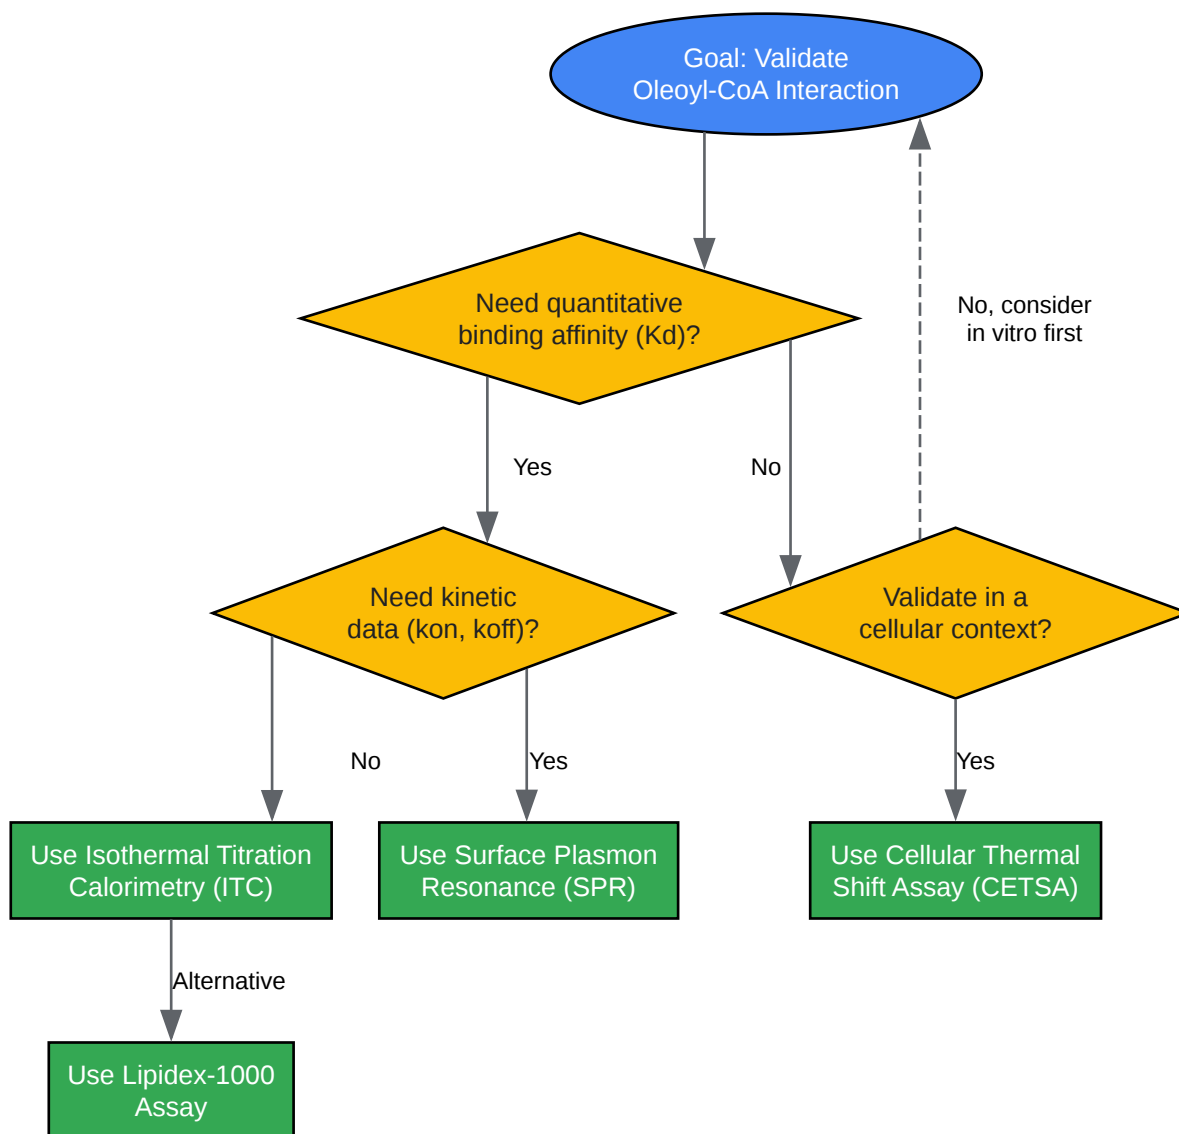 Goal: Validate
Oleoyl-CoA Interaction
Need quantitative
binding affinity (Kd)?
No, consider
in vitro first
Yes
No
Need kinetic
data (kon, koff)?
Validate in a
cellular context?
No
Yes
Yes
Use Isothermal Titration
Calorimetry (ITC)
Use Surface Plasmon
Resonance (SPR)
Use Cellular Thermal
Shift Assay (CETSA)
Alternative
Use Lipidex-1000
Assay